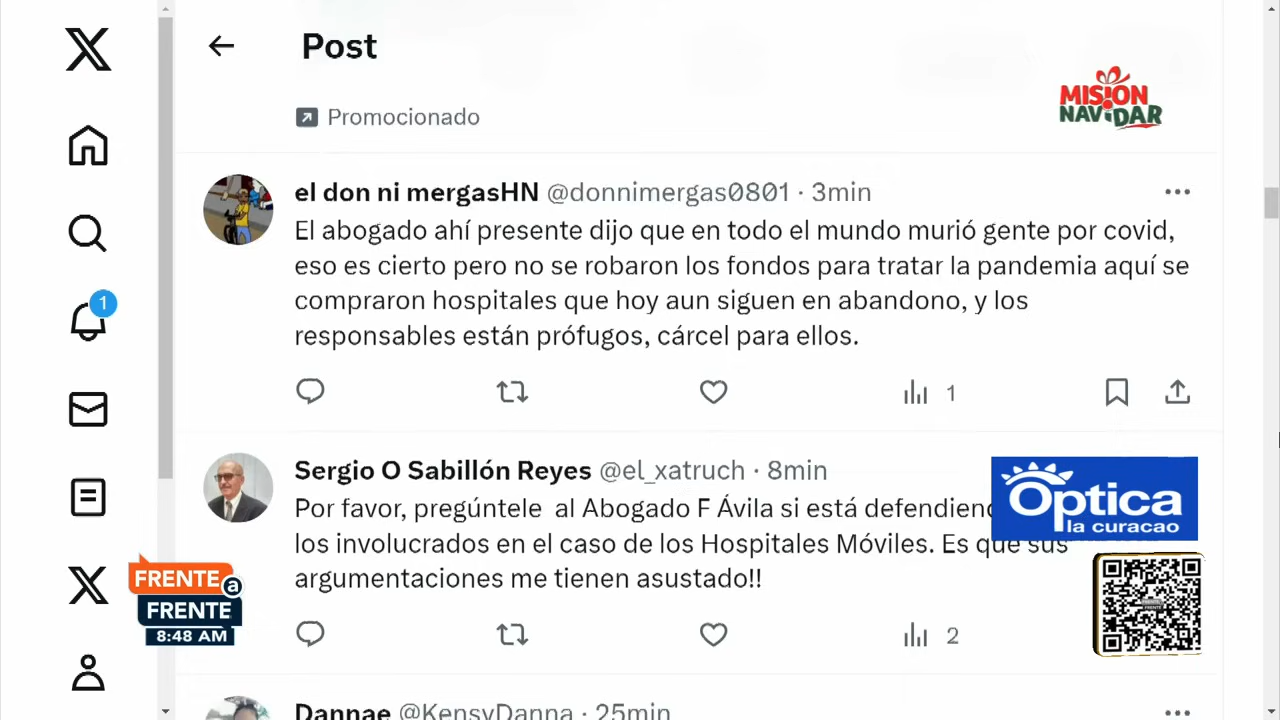 Post
Promocionado
MISION
NAVIDAR
el don ni mergasHN @donnimergas0801 · 3min
El abogado ahí presente dijo que en todo el mundo murió gente por covid,
eso es cierto pero no se robaron los fondos para tratar la pandemia aquí se
compraron hospitales que hoy aun siguen en abandono, y los
responsables están prófugos, cárcel para ellos.
1
1
Sergio O Sabillón Reyes @el_xatruch · 8min
Por favor, pregúntele al Abogado F Ávila si está defendiend
los involucrados en el caso de los Hospitales Móviles. Es que sus
argumentaciones me tienen asustado!!
Optica
la curacao
FRENTE a
FRENTE
8:48 AM
2
Dannae @KensyDanna · 25min